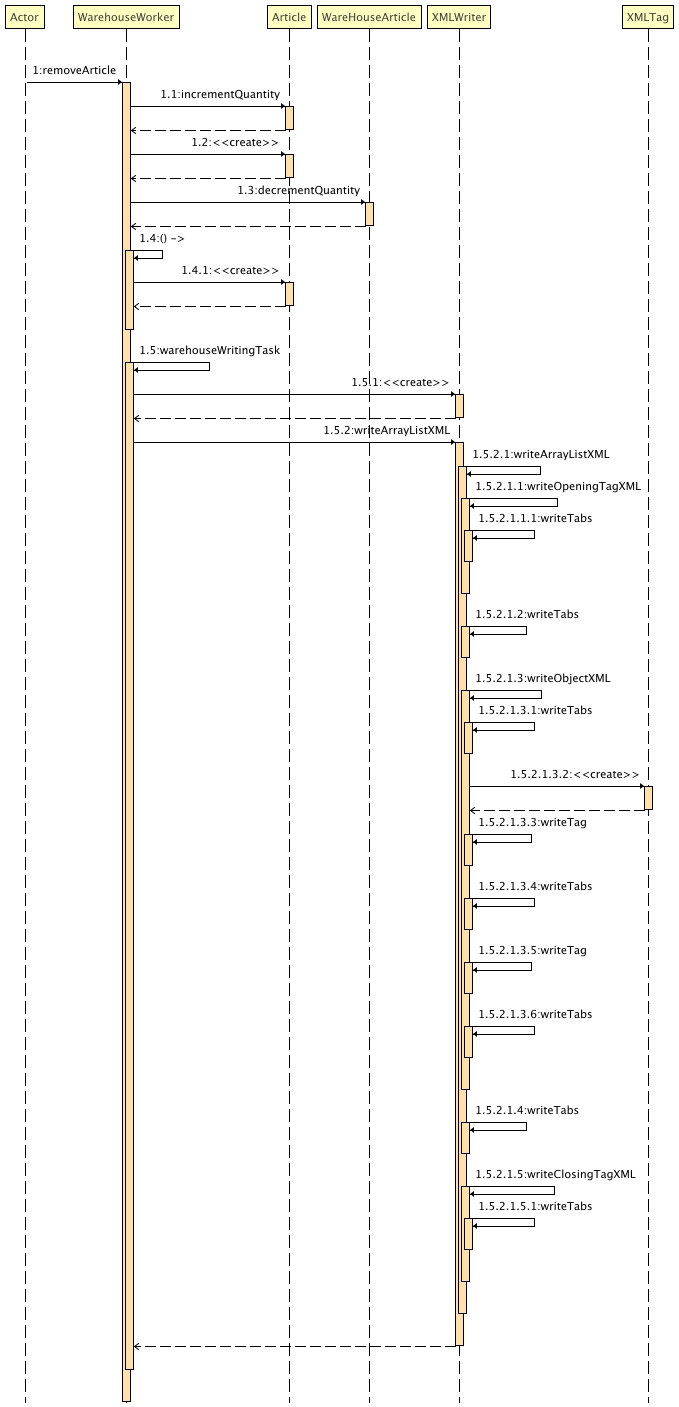 Actor
WarehouseWorker
Article
WareHouseArticle
XMLWriter
XMLTag
1:removeArticle
1.1:incrementQuantity
1.2:<<create>>
1.3:decrementQuantity
1.4:() ->
1.4.1:<<create>>
1.5:warehouseWritingTask
1.5.1:<<create>>
1.5.2:writeArrayListXML
1.5.2.1:writeArrayListXML
1.5.2.1.1:writeOpeningTagXML
1.5.2.1.1.1:writeTabs
1.5.2.1.2:writeTabs
1.5.2.1.3:writeObjectXML
1.5.2.1.3.1:writeTabs
1.5.2.1.3.2:<<create>>
1.5.2.1.3.3:writeTag
1.5.2.1.3.4:writeTabs
1.5.2.1.3.5:writeTag
1.5.2.1.3.6:writeTabs
1.5.2.1.4:writeTabs
1.5.2.1.5:writeClosingTagXML
1.5.2.1.5.1:writeTabs